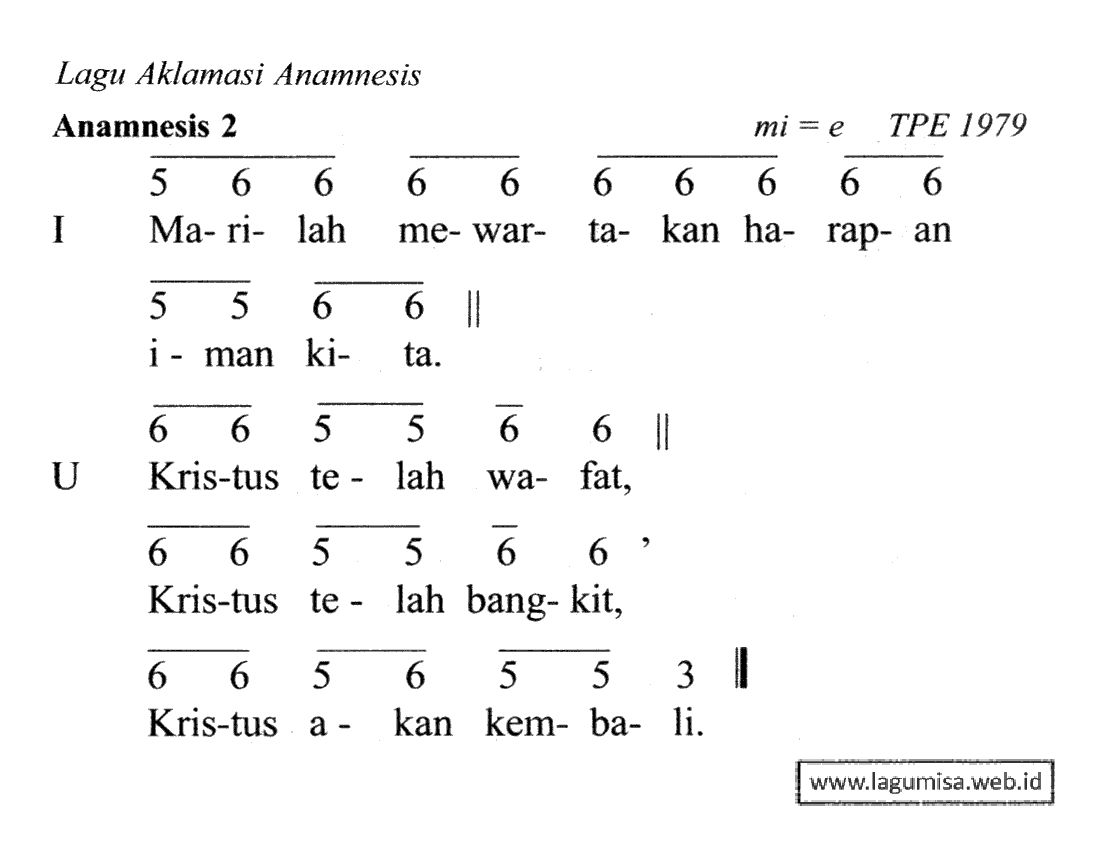 Lagu Aklamasi Anamnesis
Anamnesis 2 mi = e TPE 1979
5 6 6 6 6 6 6 6 6 6
I Ma- ri- lah me- war- ta- kan ha- rap- an
5 5 6 6 ||
i - man ki- ta.
6 6 5 5 6 6 ||
U Kris-tus te - lah wa- fat,
6 6 5 5 6 6 ’
Kris-tus te - lah bang- kit,
6 6 5 6 5 5 3 ||
Kris-tus a - kan kem- ba- li.
www.lagumisa.web.id